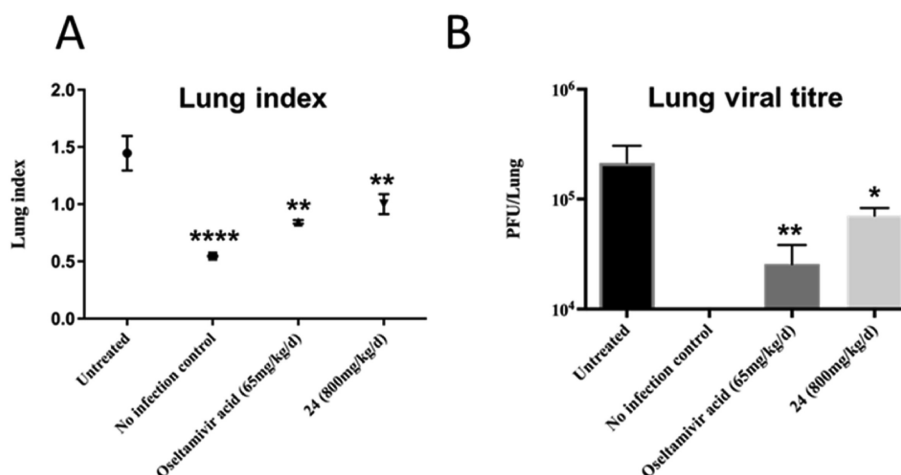 A
Lung index
Lung index
2.0
1.5
1.0
0.5
0.0
****
**
**
Untreated
No infection control
Oseltamivir acid (65mg/kg/d)
24 (800mg/kg/d)
B
Lung viral titre
PFU/Lung
10⁶
10⁵
10⁴
**
*
Untreated
No infection control
Oseltamivir acid (65mg/kg/d)
24 (800mg/kg/d)